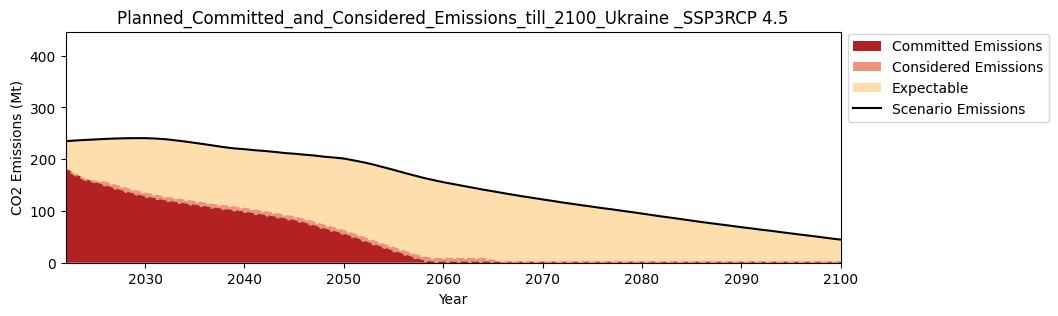 Planned_Committed_and_Considered_Emissions_till_2100_Ukraine _SSP3RCP 4.5
400
300
200
100
0
CO2 Emissions (Mt)
2030
2040
2050
2060
2070
2080
2090
2100
Year
Committed Emissions
Considered Emissions
Expectable
Scenario Emissions